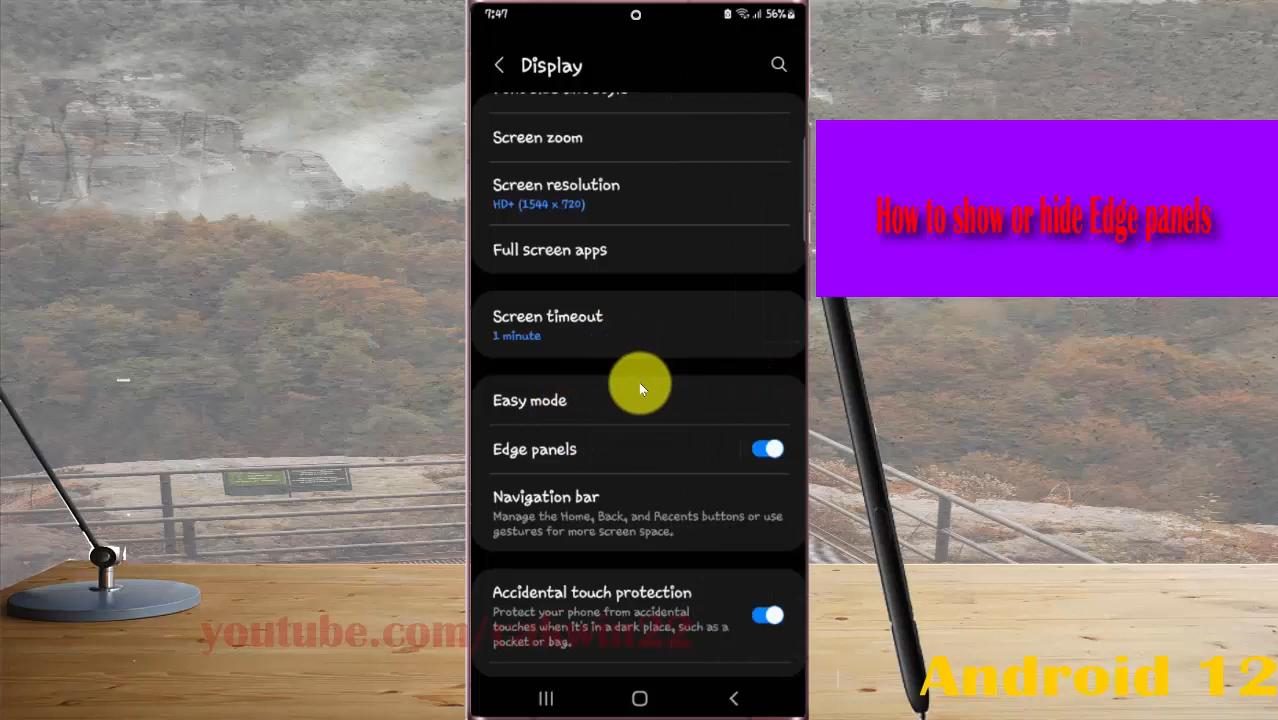 7:47
56%
Display
Screen zoom
Screen resolution
HD+ (1544 x 720)
Full screen apps
Screen timeout
1 minute
Easy mode
Edge panels
Navigation bar
Manage the Home, Back, and Recents buttons or use
gestures for more screen space.
Accidental touch protection
Protect your phone from accidental
touches when it's in a dark place, such as a
pocket or bag.
How to show or hide Edge panels
Android 12